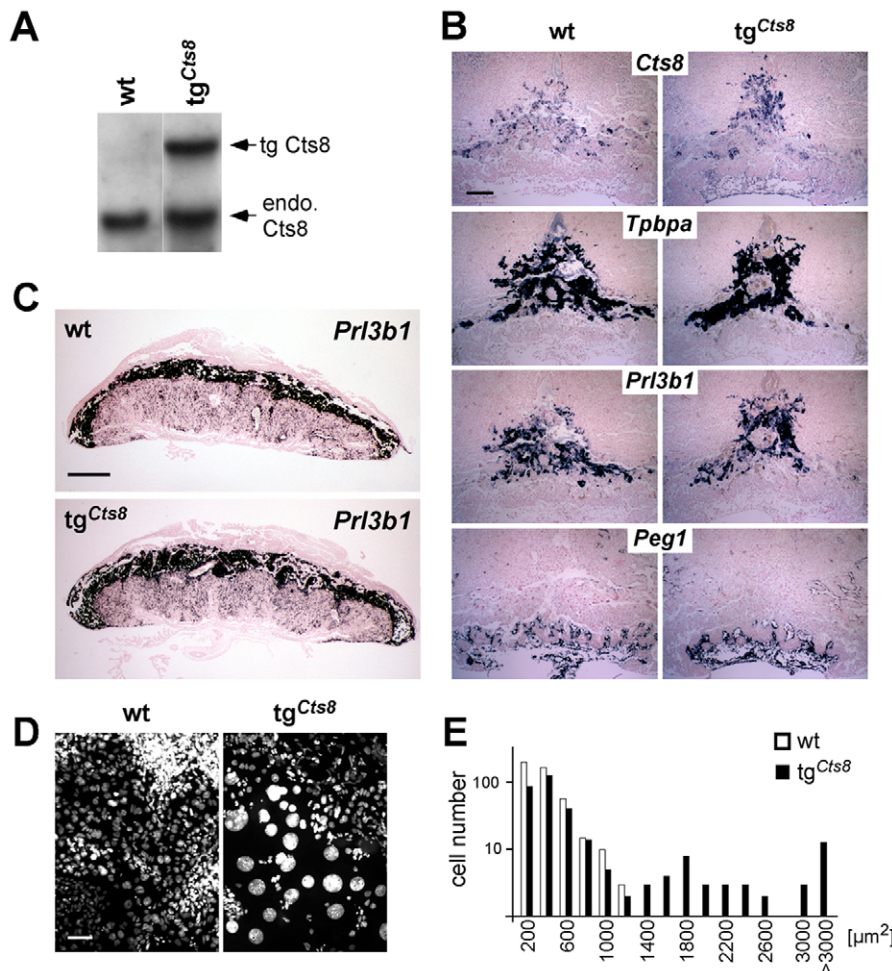 A
wt
tgCts8
tg Cts8
endo.
Cts8
B
wt
tgCts8
Cts8
Tpbpa
Prl3b1
Peg1
C
wt
Prl3b1
tgCts8
Prl3b1
D
wt
tgCts8
E
wt
tgCts8
cell number
100
10
200
600
1000
1400
1800
2200
2600
3000
>3000
[µm²]